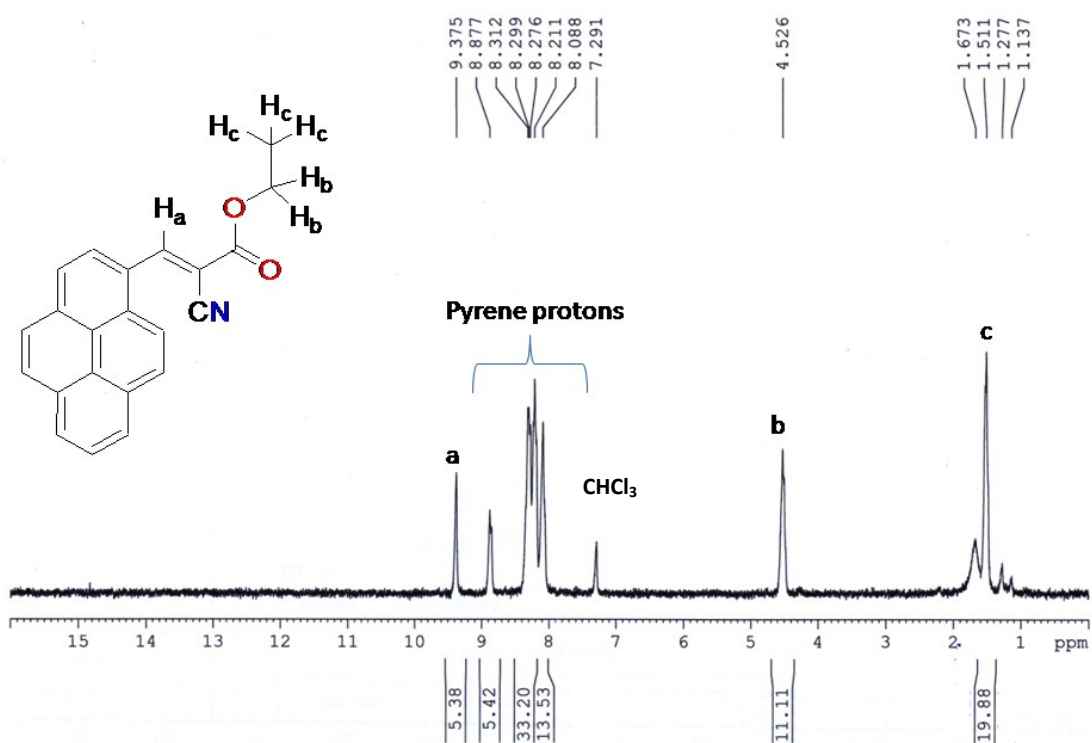 9.375
8.877
8.312
8.299
8.276
8.211
8.088
7.291
4.526
1.673
1.511
1.277
1.137
Hc
Hc Hc
Hb
Hb
O
Ha
O
CN
Pyrene protons
a
CHCl₃
b
c
15 14 13 12 11 10 9 8 7 6 5 4 3 2 1 ppm
5.38
5.42
33.20
13.53
11.11
19.88